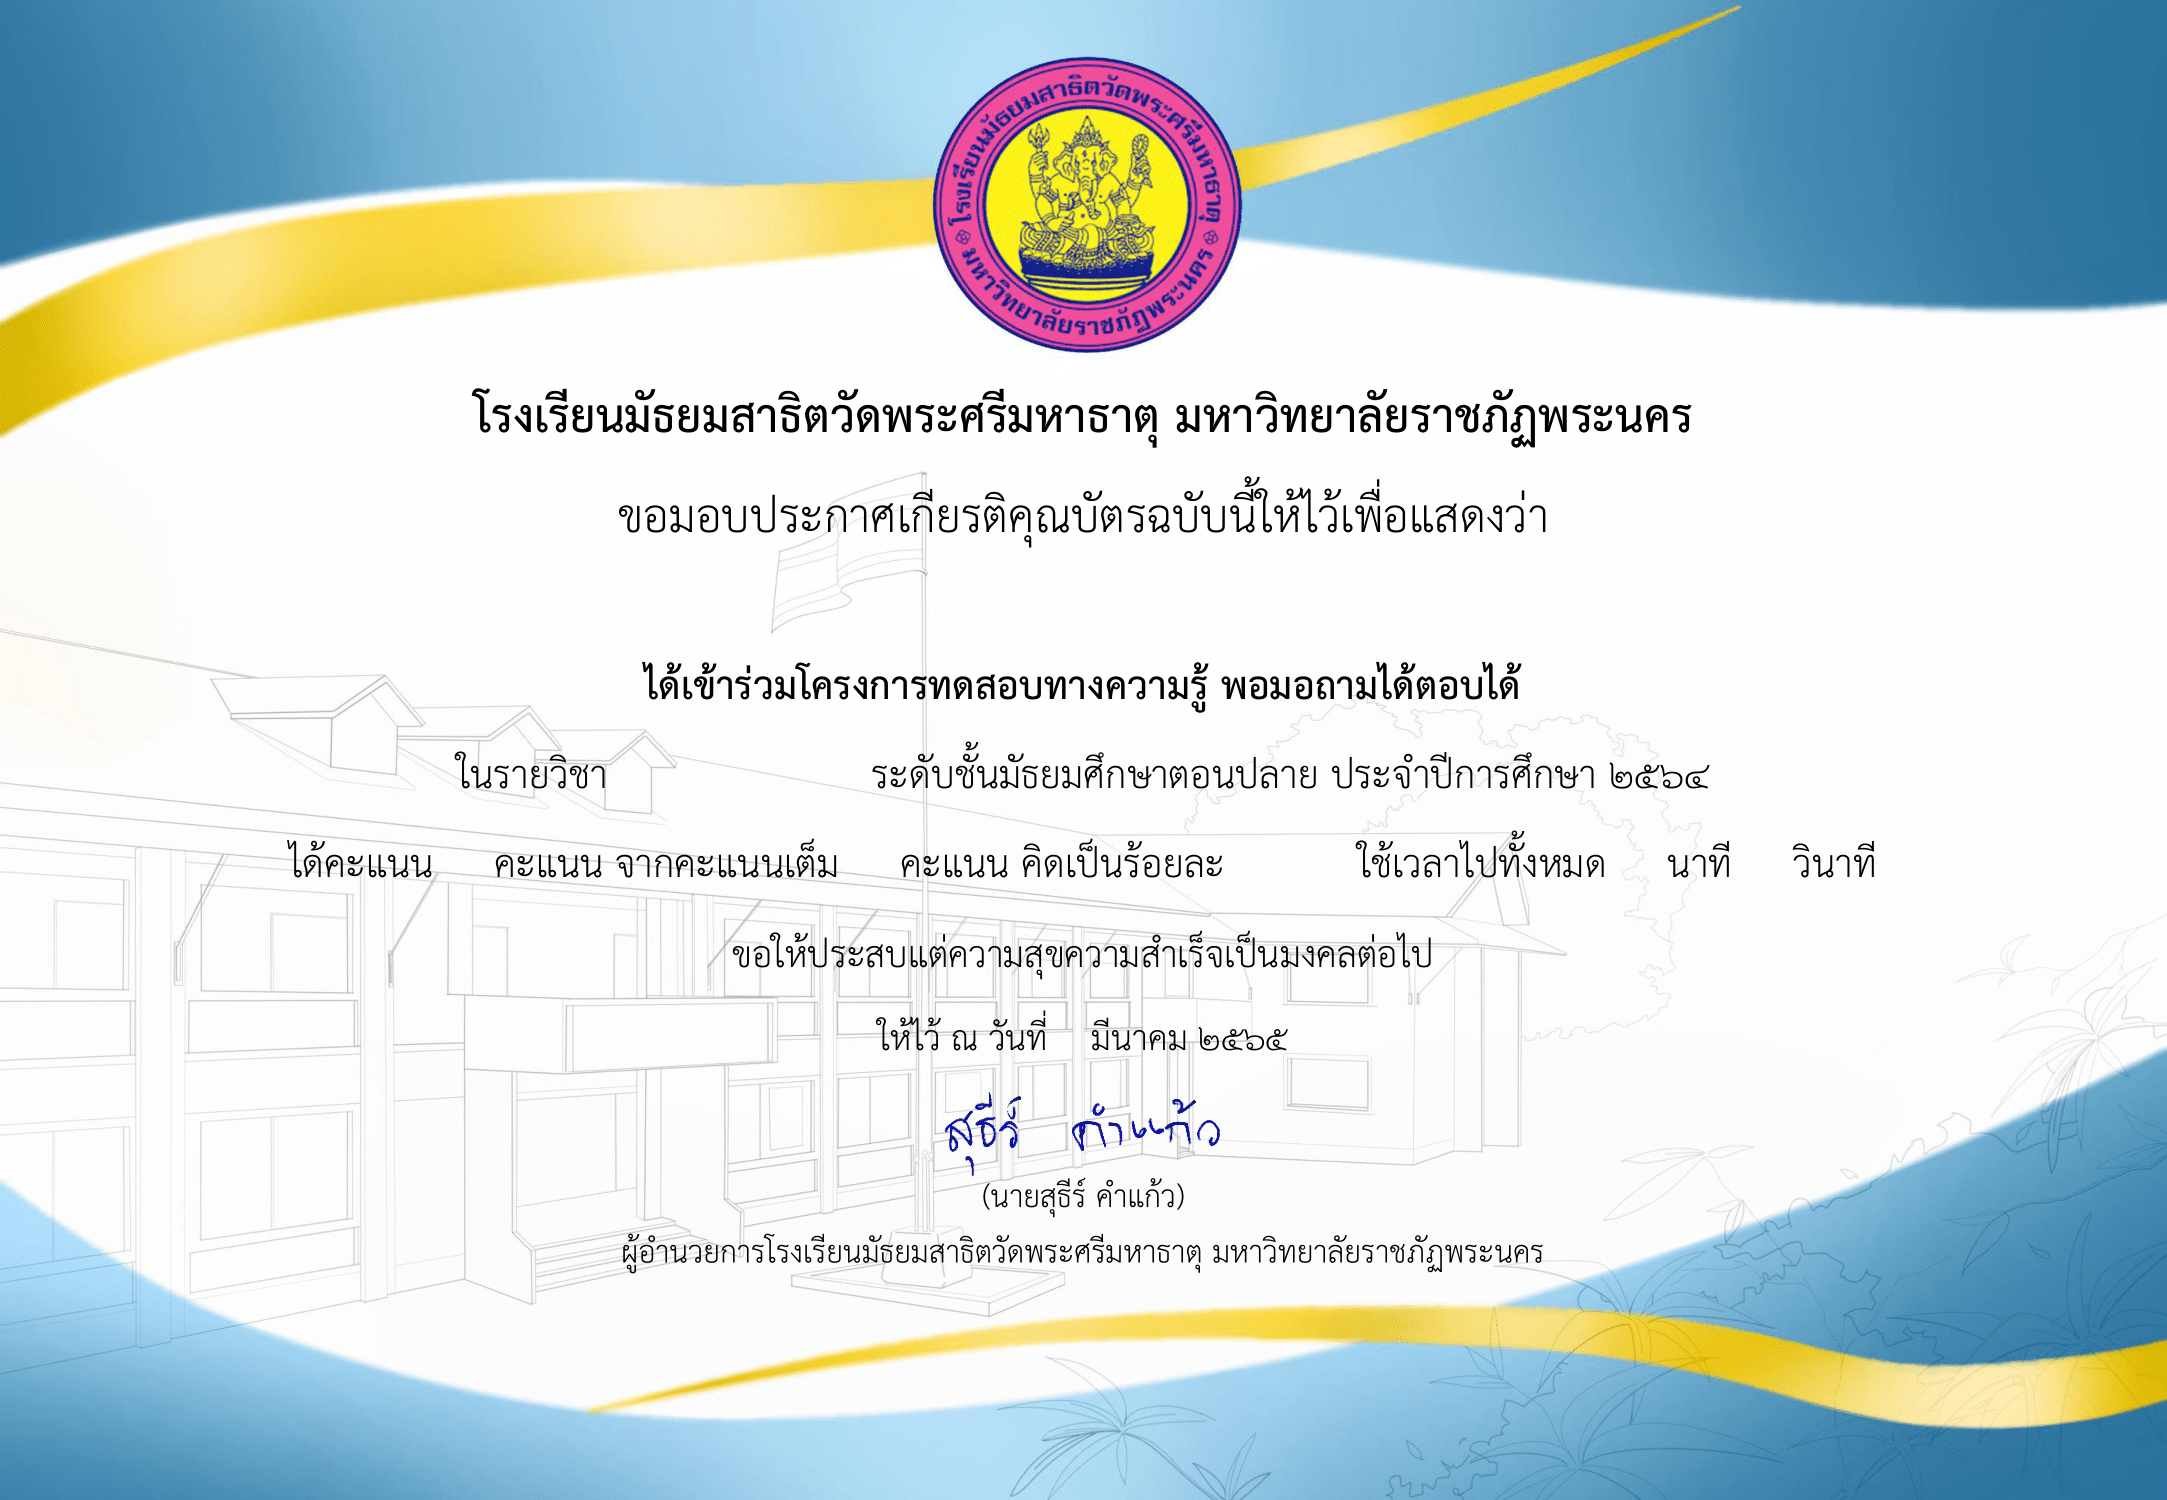 โรงเรียนมัธยมสาธิตวัดพระศรีมหาธาตุ
มหาวิทยาลัยราชภัฏพระนคร
โรงเรียนมัธยมสาธิตวัดพระศรีมหาธาตุ มหาวิทยาลัยราชภัฏพระนคร
ขอมอบประกาศเกียรติคุณบัตรฉบับนี้ให้ไว้เพื่อแสดงว่า
ได้เข้าร่วมโครงการทดสอบทางความรู้ พอมอถามได้ตอบได้
ในรายวิชา ระดับชั้นมัธยมศึกษาตอนปลาย ประจำปีการศึกษา ๒๕๖๔
ได้คะแนน คะแนน จากคะแนนเต็ม คะแนน คิดเป็นร้อยละ ใช้เวลาไปทั้งหมด นาที วินาที
ขอให้ประสบแต่ความสุขความสำเร็จเป็นมงคลต่อไป
ให้ไว้ ณ วันที่ มีนาคม ๒๕๖๕
สุธีร์ คำแก้ว
(นายสุธีร์ คำแก้ว)
ผู้อำนวยการโรงเรียนมัธยมสาธิตวัดพระศรีมหาธาตุ มหาวิทยาลัยราชภัฏพระนคร